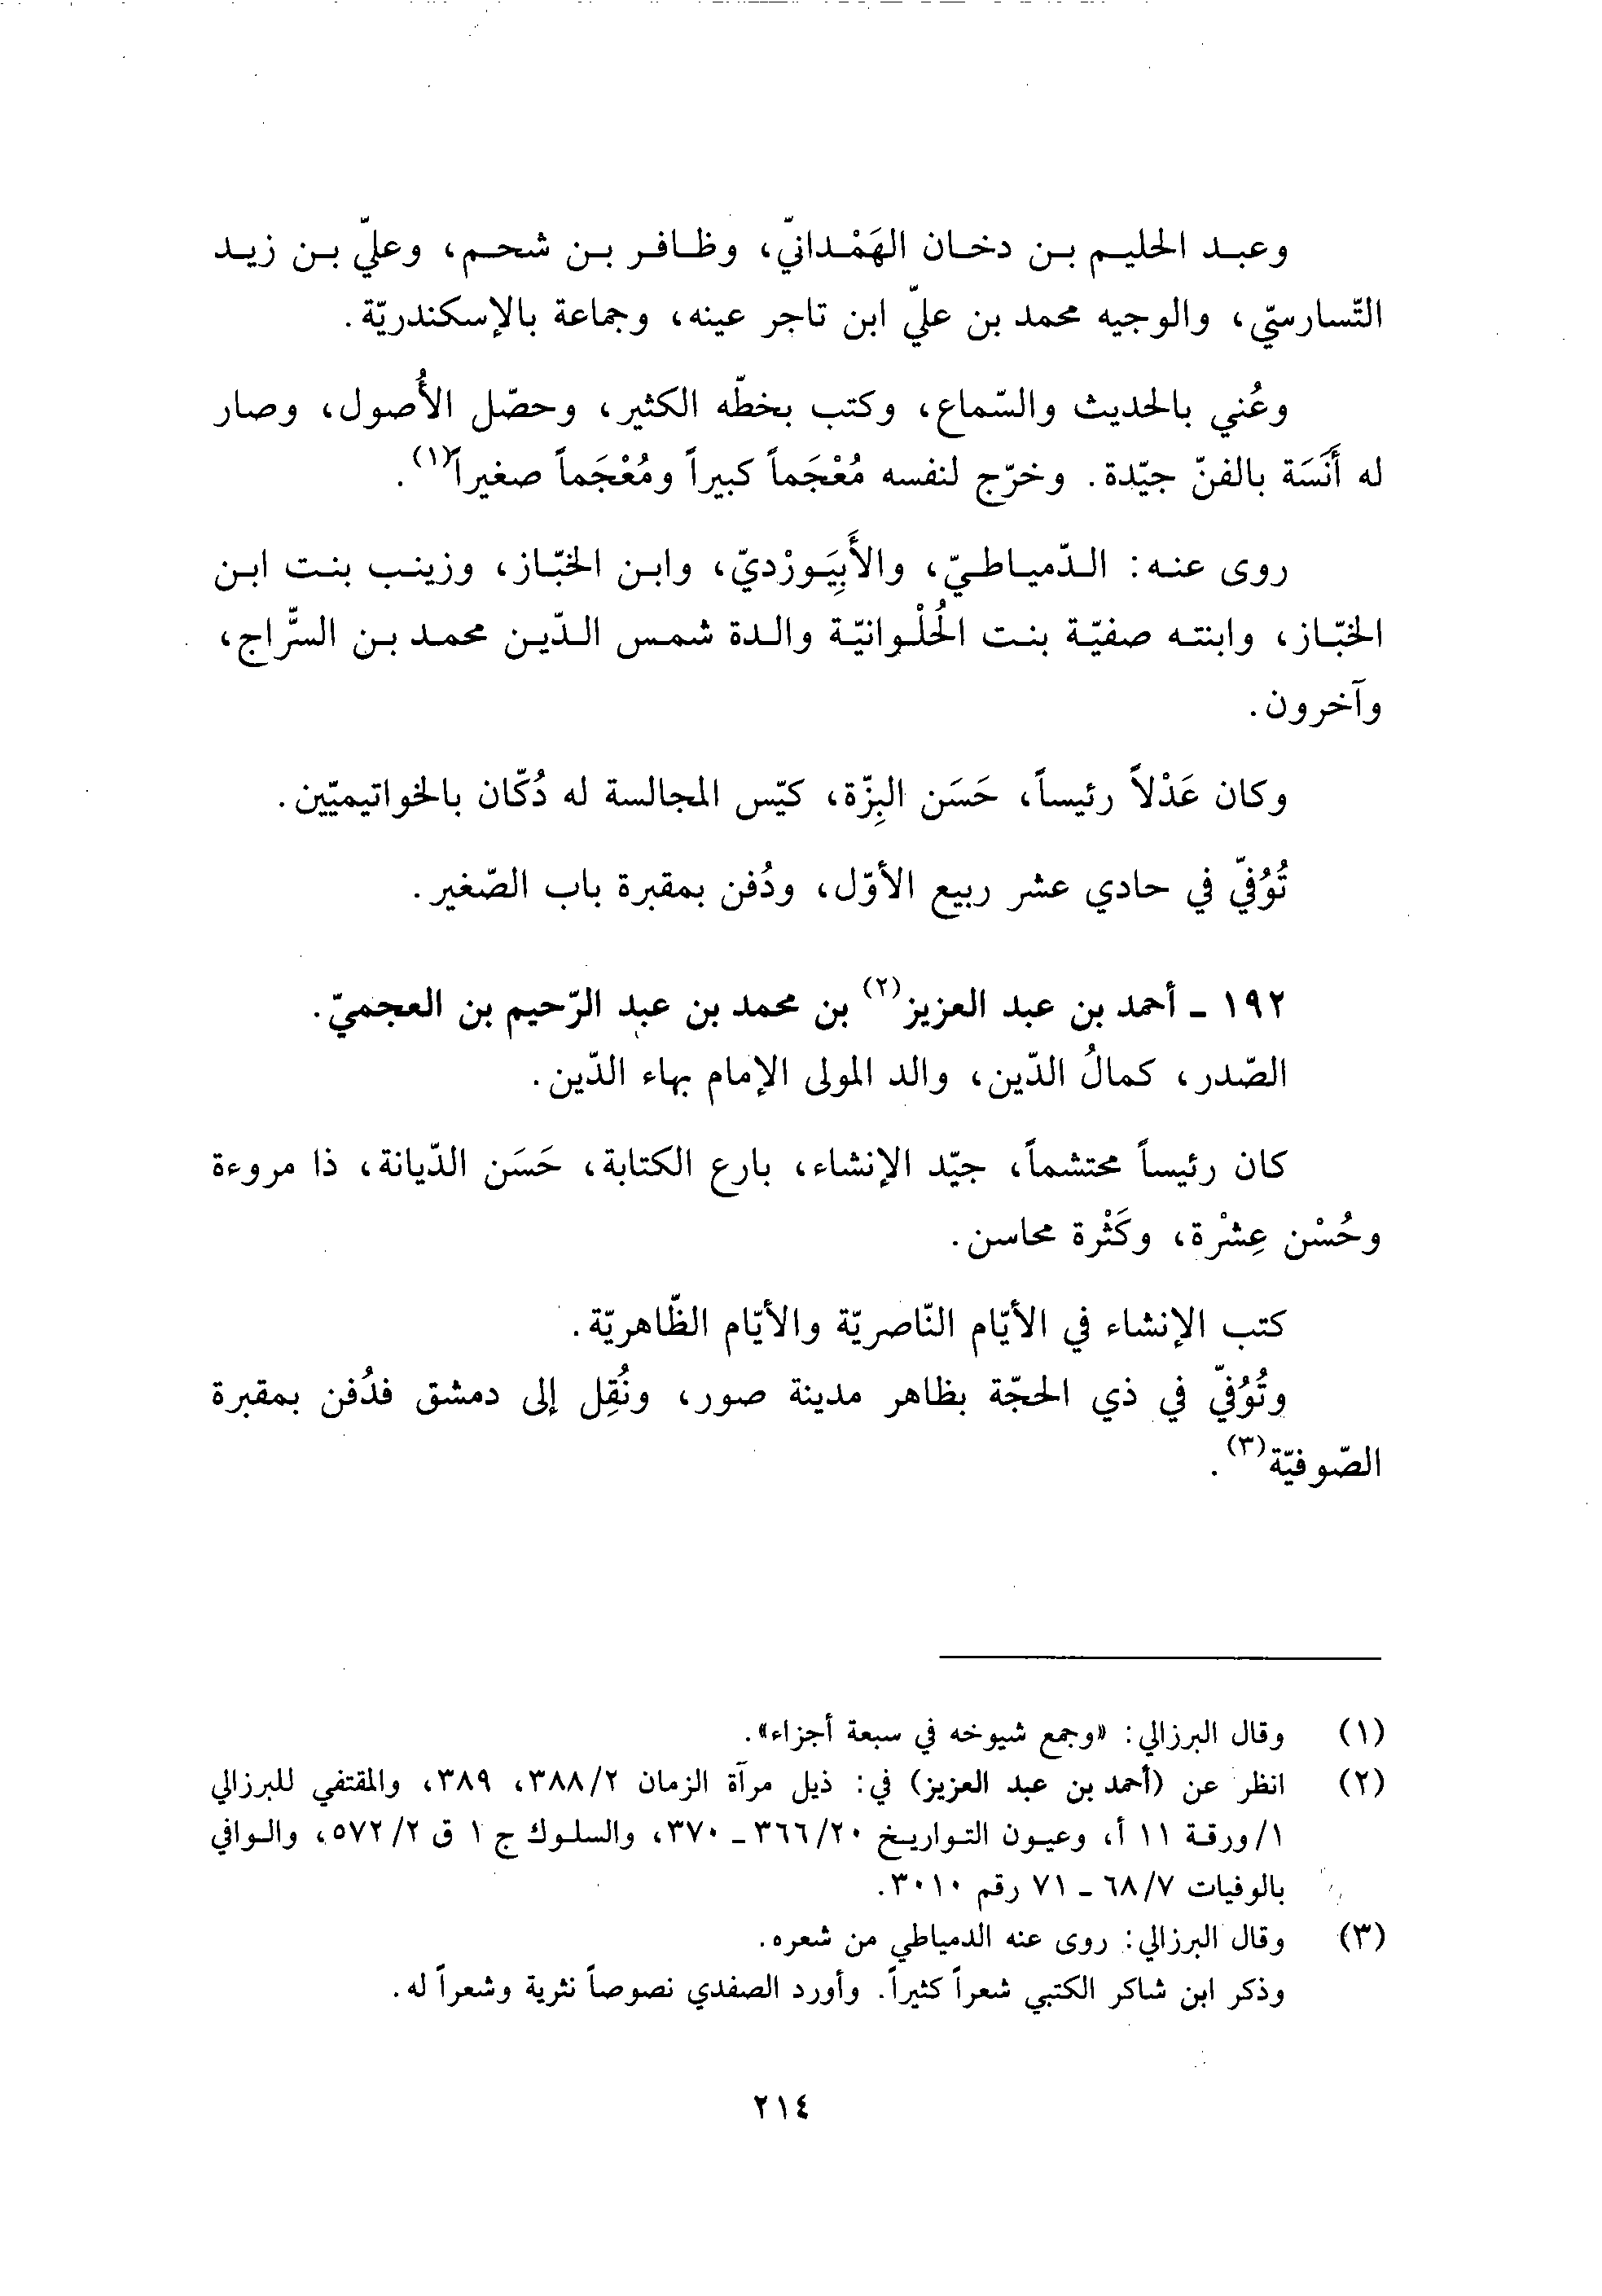 وعبد الحليم بن دخان الهَمْدانيّ، وظافر بن شحم، وعليّ بن زيد
التّسارسيّ، والوجيه محمد بن عليّ ابن تاجر عينه، وجماعة بالإسكندريّة.
وعُني بالحديث والسّماع، وكتب بخطّه الكثير، وحصّل الأُصول، وصار
له أَنَسَة بالفنّ جيّدة. وخرّج لنفسه مُعْجَماً كبيراً ومُعْجَماً صغيراً(١).
روى عنه: الدّمياطيّ، والأَبِيَوزْديّ، وابن الخبّاز، وزينب بنت ابن
الخبّاز، وابنته صفيّة بنت الحُلْوانيّة والدة شمس الدّين محمد بن السرَّاج،
وآخرون.
وكان عَدْلاً رئيساً، حَسَن البِزّة، كيّس المجالسة له دُكّان بالخواتيميّين.
تُوُفّي في حادي عشر ربيع الأوّل، ودُفن بمقبرة باب الصّغير.
١٩٢ ـ أحمد بن عبد العزيز(٢) بن محمد بن عبد الرّحيم بن العجميّ.
الصّدر، كمالُ الدّين، والد المولى الإمام بهاء الدّين.
كان رئيساً محتشماً، جيّد الإنشاء، بارع الكتابة، حَسَن الدّيانة، ذا مروءة
وحُسْن عِشْرة، وكَثْرة محاسن.
كتب الإنشاء في الأيّام النّاصريّة والأيّام الظّاهريّة.
وتُوُفّي في ذي الحجّة بظاهر مدينة صور، ونُقِل إلى دمشق فدُفن بمقبرة
الصّوفيّة(٣).
(١) وقال البرزالي: «وجمع شيوخه في سبعة أجزاء».
(٢) انظر عن (أحمد بن عبد العزيز) في: ذيل مرآة الزمان ٣٨٨/٢، ٣٨٩، والمقتفي للبرزالي
١/ورقة ١١ أ، وعيون التواريخ ٣٦٦/٢٠ ـ ٣٧٠، والسلوك ج ١ ق ٥٧٢/٢، والوافي
بالوفيات ٦٨/٧ ـ ٧١ رقم ٣٠١٠.
(٣) وقال البرزالي: روى عنه الدمياطي من شعره.
وذكر ابن شاكر الكتبي شعراً كثيراً. وأورد الصفدي نصوصاً نثرية وشعراً له.
٢١٤